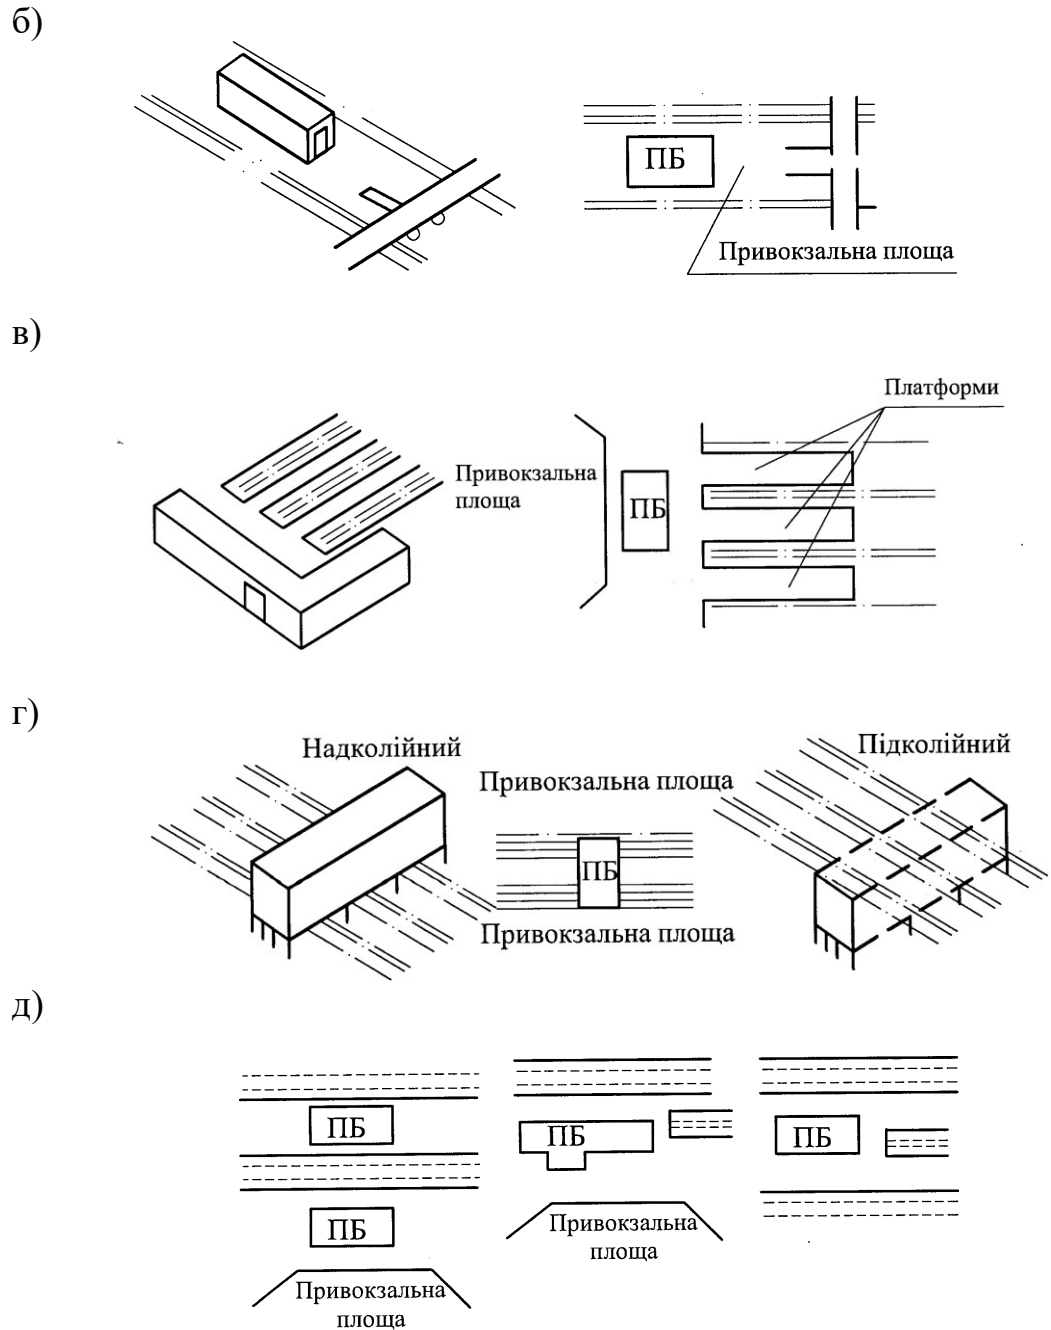 б)
ПБ
Привокзальна площа
в)
Платформи
Привокзальна
площа
ПБ
г)
Надколійний
Підколійний
Привокзальна площа
ПБ
Привокзальна площа
д)
ПБ
ПБ
ПБ
ПБ
Привокзальна
площа
Привокзальна
площа